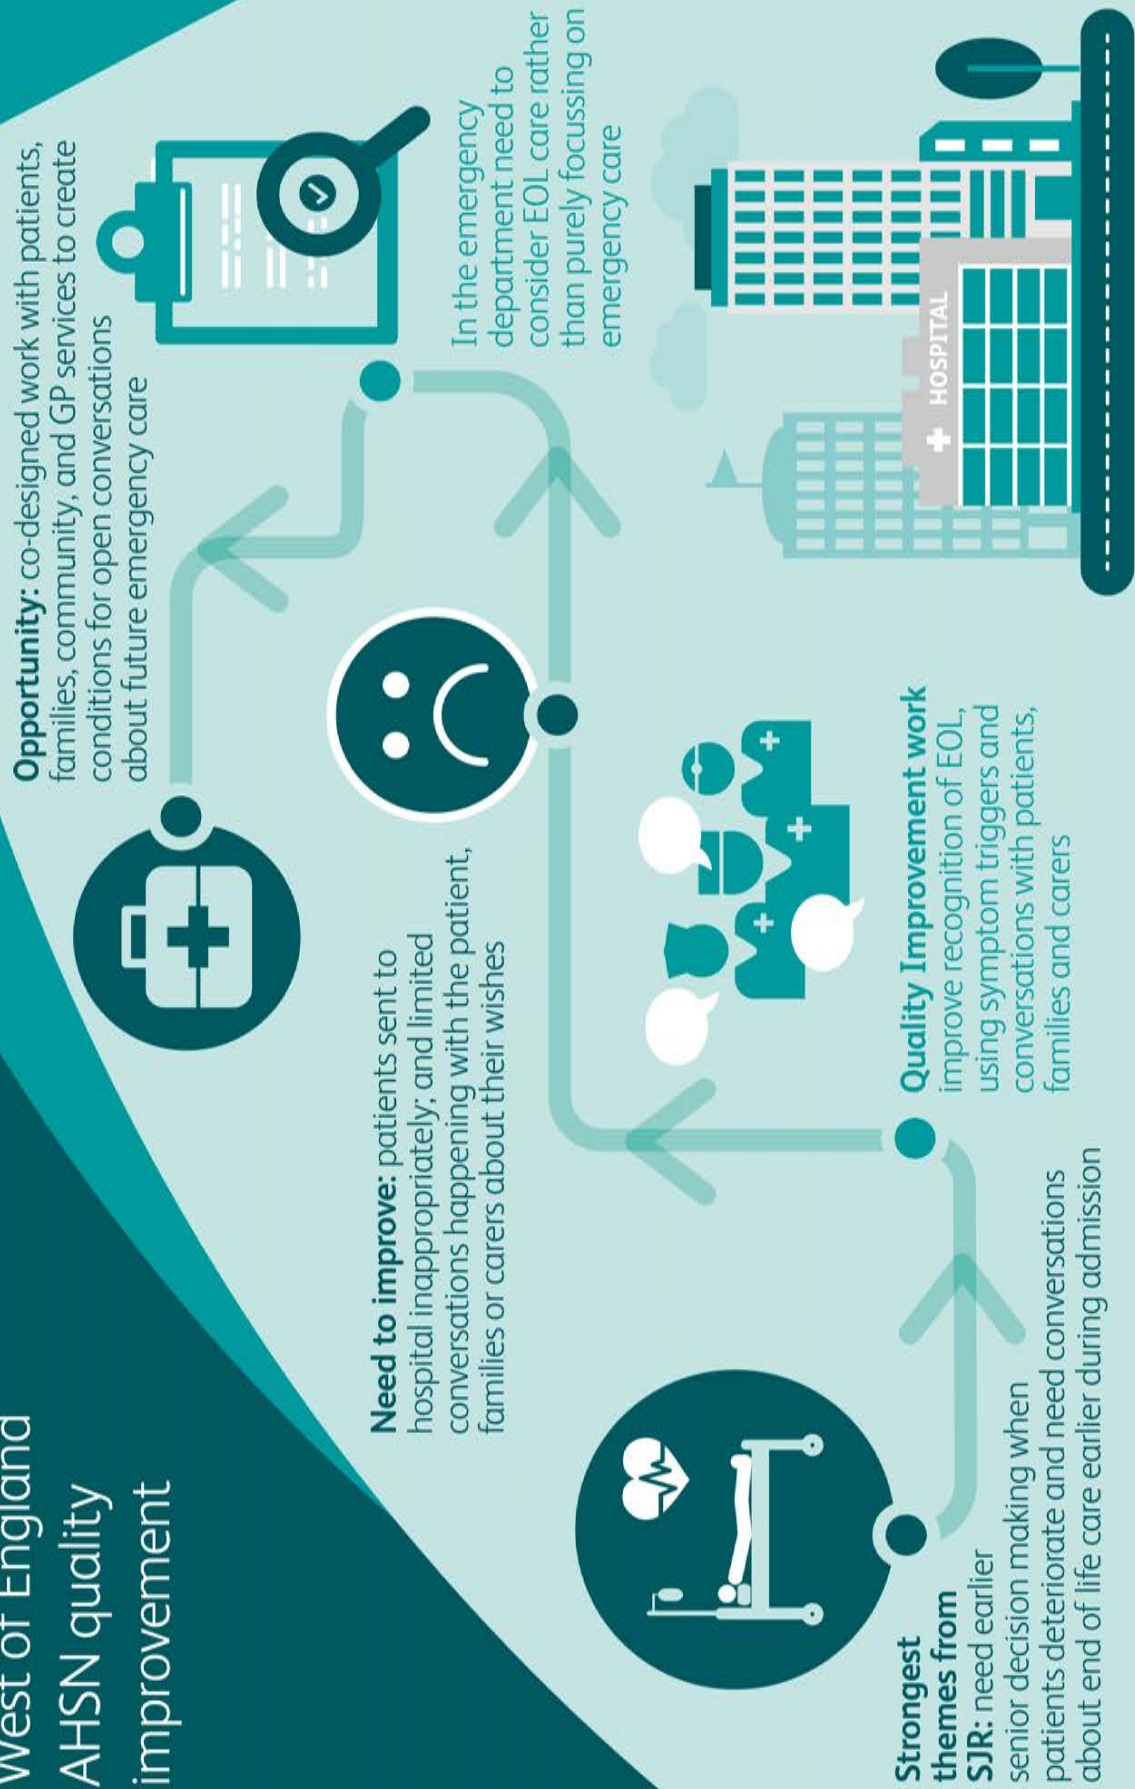 West of England
AHSN quality
improvement
Strongest
themes from
SJR: need earlier
senior decision making when
patients deteriorate and need conversations
about end of life care earlier during admission
Quality Improvement work
improve recognition of EOL,
using symptom triggers and
conversations with patients,
families and carers
Need to improve: patients sent to
hospital inappropriately; and limited
conversations happening with the patient,
families or carers about their wishes
In the emergency
department need to
consider EOL care rather
than purely focussing on
emergency care
Opportunity: co-designed work with patients,
families, community, and GP services to create
conditions for open conversations
about future emergency care
HOSPITAL